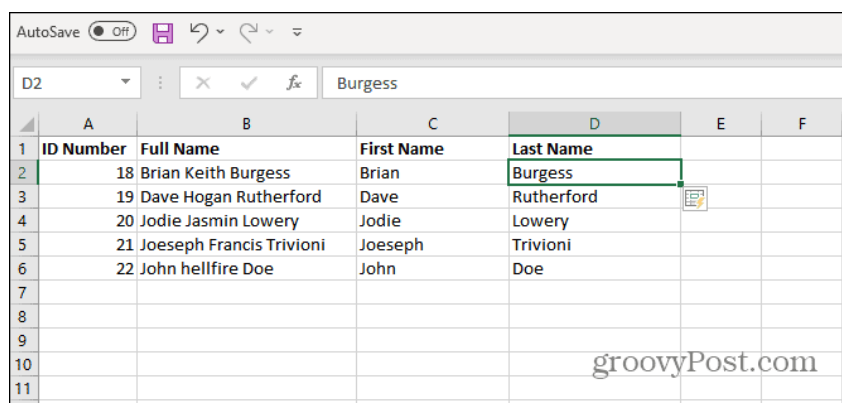 AutoSave Off
D2 fx Burgess
A B C D E F
1 ID Number Full Name First Name Last Name
2 18 Brian Keith Burgess Brian Burgess
3 19 Dave Hogan Rutherford Dave Rutherford
4 20 Jodie Jasmin Lowery Jodie Lowery
5 21 Joeseph Francis Trivioni Joeseph Trivioni
6 22 John hellfire Doe John Doe
7
8
9
10 groovyPost.com
11